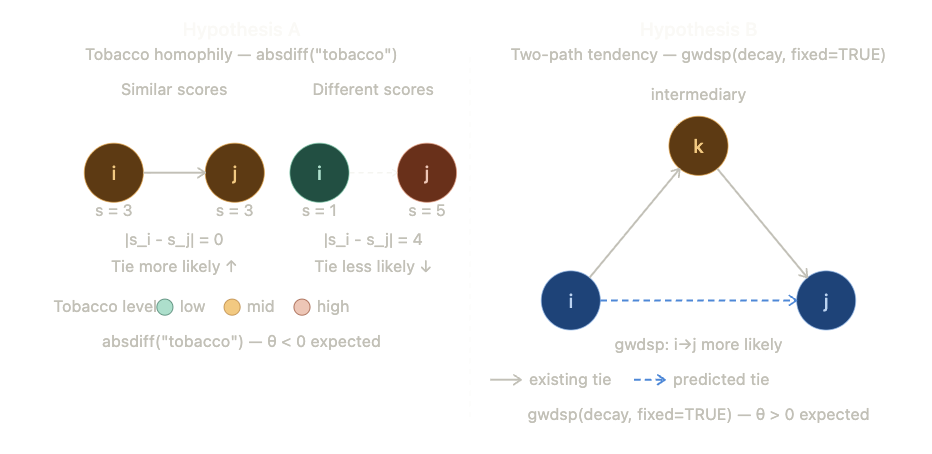 Hypothesis A
Tobacco homophily — absdiff("tobacco")
Similar scores
Different scores
i
j
i
j
s = 3
s = 3
s = 1
s = 5
|s_i - s_j| = 0
|s_i - s_j| = 4
Tie more likely ↑
Tie less likely ↓
Tobacco level
low
mid
high
absdiff("tobacco") — θ < 0 expected
Hypothesis B
Two-path tendency — gwdsp(decay, fixed=TRUE)
intermediary
k
i
j
gwdsp: i→j more likely
existing tie
predicted tie
gwdsp(decay, fixed=TRUE) — θ > 0 expected